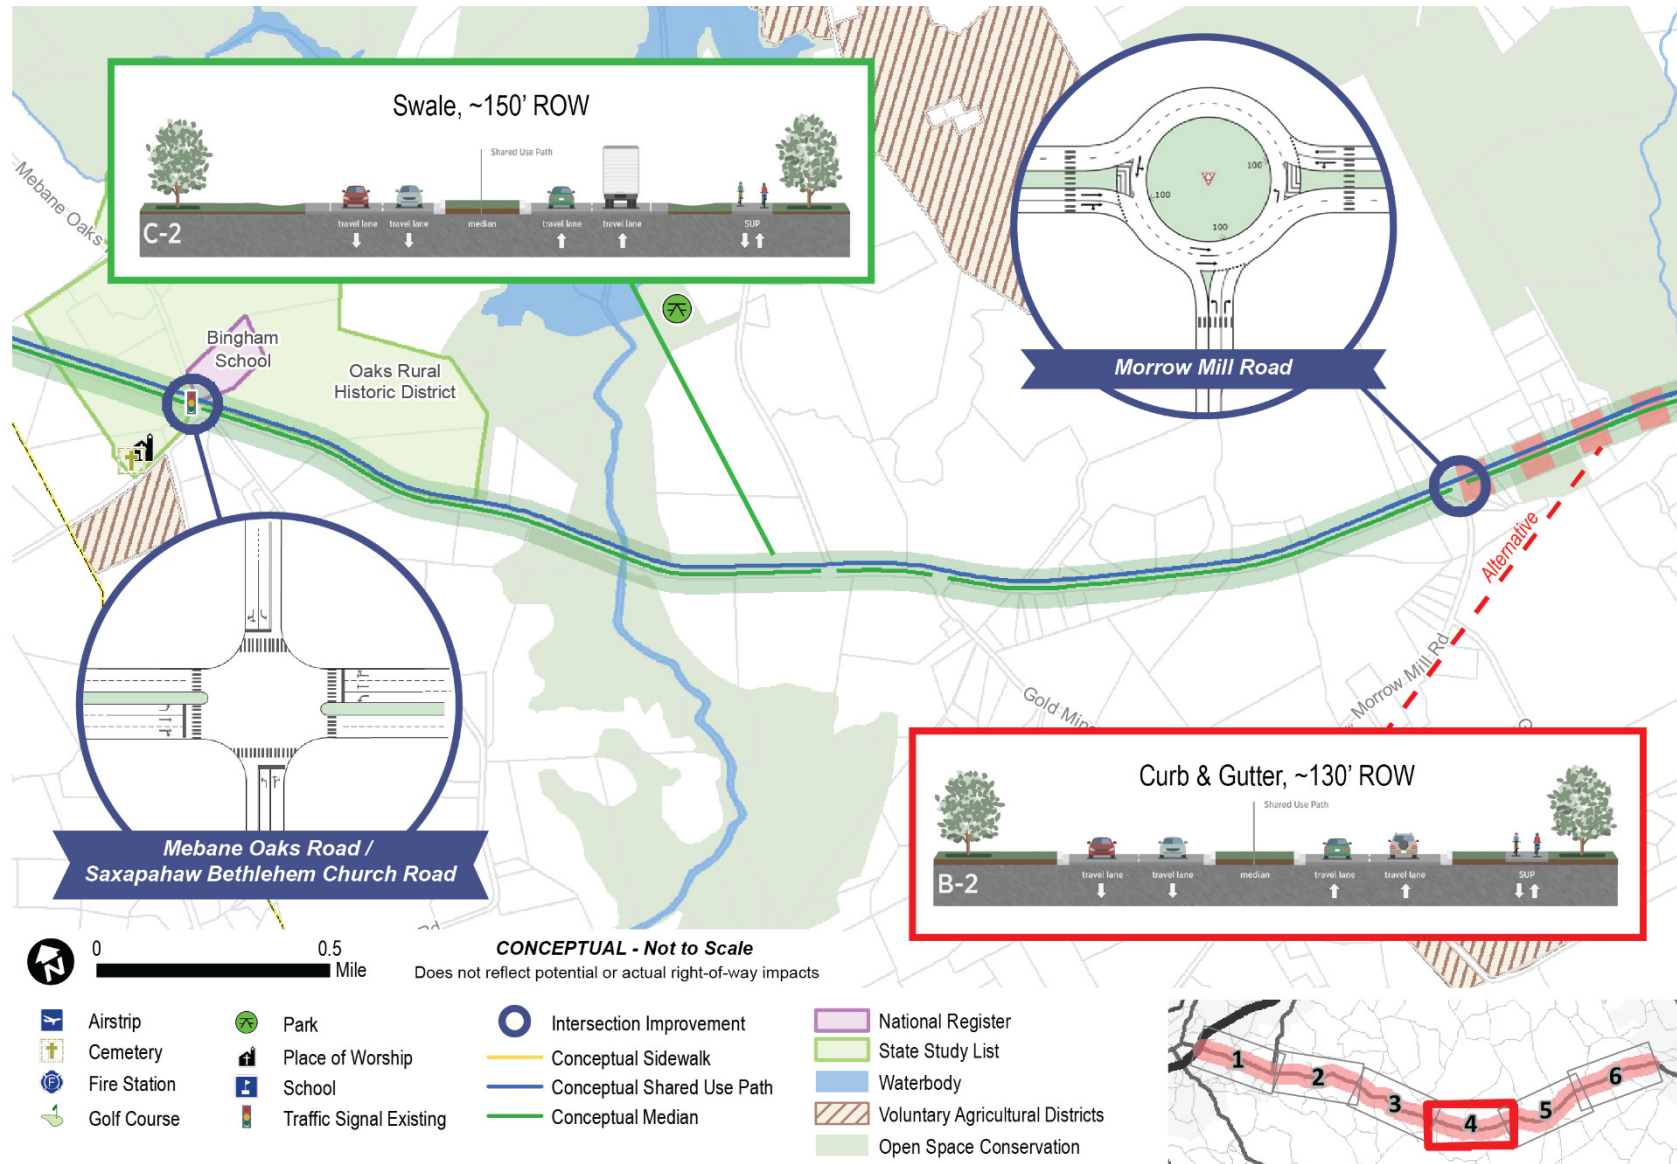 Swale, ~150' ROW
Shared Use Path
travel lane
travel lane
median
travel lane
travel lane
SUP
C-2
Mebane Oaks
Bingham
School
Oaks Rural
Historic District
100
100
100
Morrow Mill Road
Alternative
Morrow Mill Rd
Gold Mine
Mebane Oaks Road /
Saxapahaw Bethlehem Church Road
Curb & Gutter, ~130' ROW
Shared Use Path
travel lane
travel lane
median
travel lane
travel lane
SUP
B-2
N
0
0.5
Mile
CONCEPTUAL - Not to Scale
Does not reflect potential or actual right-of-way impacts
Airstrip
Cemetery
F
Fire Station
Golf Course
Park
Place of Worship
School
Traffic Signal Existing
Intersection Improvement
Conceptual Sidewalk
Conceptual Shared Use Path
Conceptual Median
National Register
State Study List
Waterbody
Voluntary Agricultural Districts
Open Space Conservation
1
2
3
4
5
6